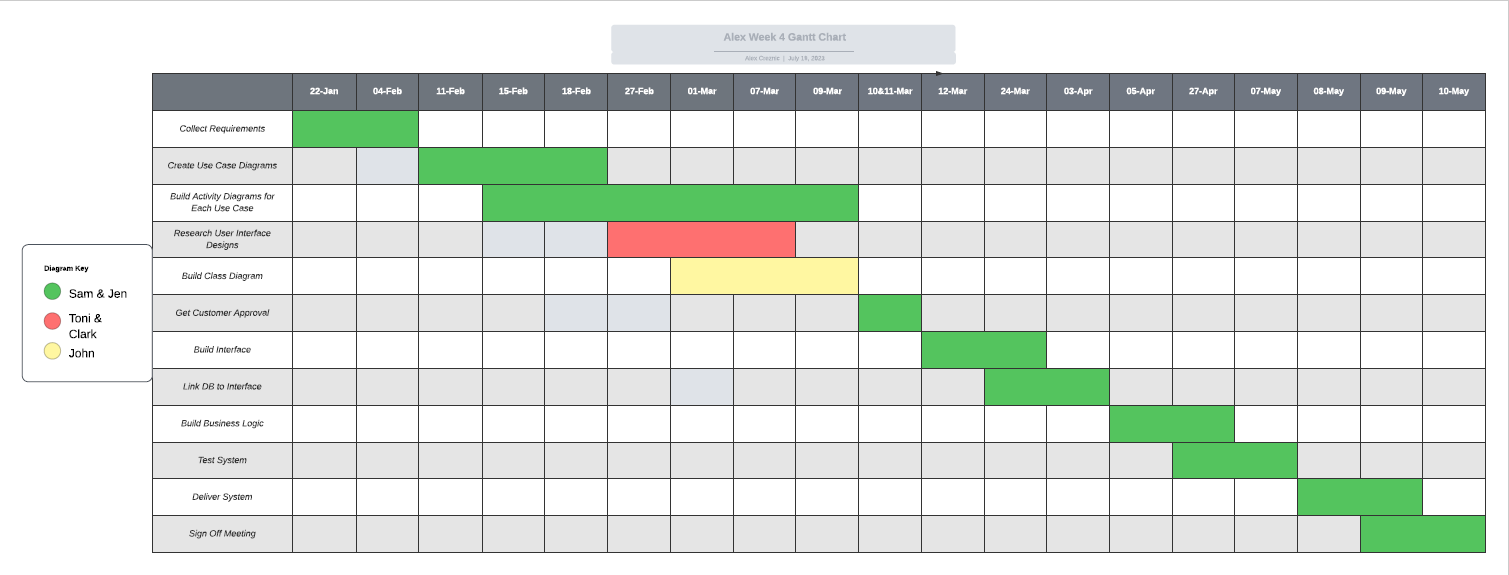 Alex Week 4 Gantt Chart
Alex Creates | July 19, 2023
22-Jan 04-Feb 11-Feb 15-Feb 18-Feb 27-Feb 01-Mar 07-Mar 09-Mar 10&11-Mar 12-Mar 24-Mar 03-Apr 05-Apr 27-Apr 07-May 08-May 09-May 10-May
Collect Requirements
Create Use Case Diagrams
Build Activity Diagrams for
Each Use Case
Research User Interface
Designs
Build Class Diagram
Get Customer Approval
Build Interface
Link DB to Interface
Build Business Logic
Test System
Deliver System
Sign Off Meeting
Diagram Key
Sam & Jen
Toni &
Clark
John